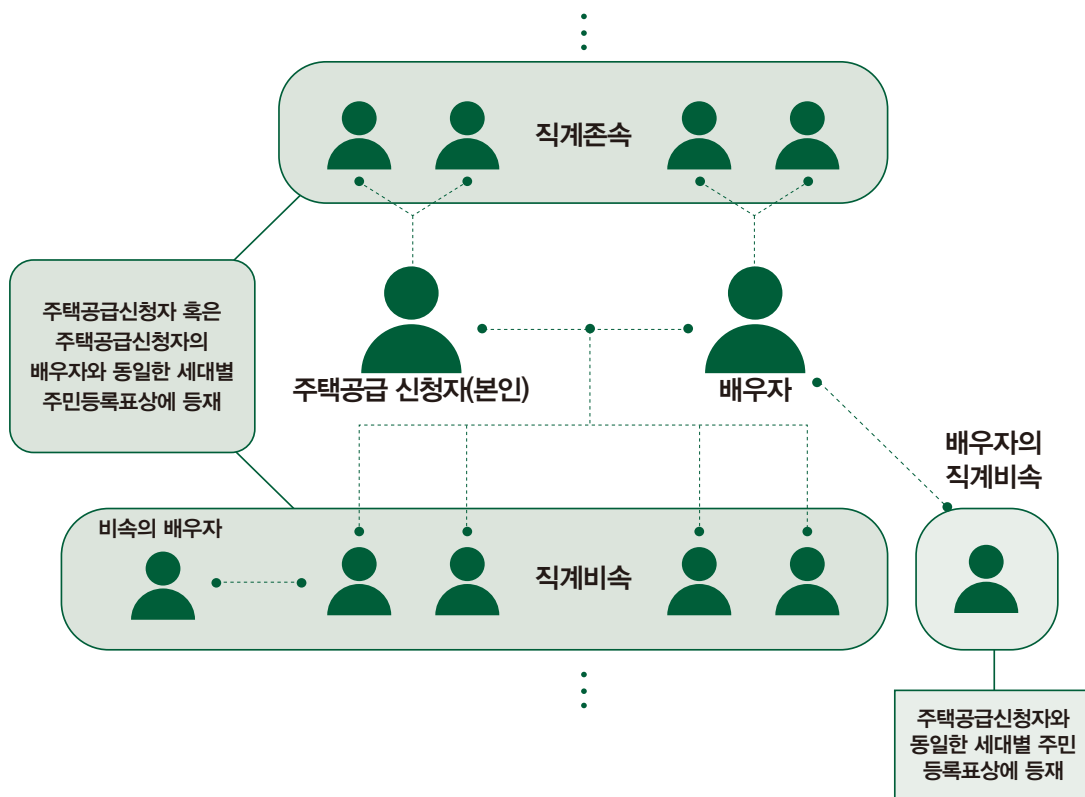 직계존속
주택공급신청자 혹은
주택공급신청자의
배우자와 동일한 세대별
주민등록표상에 등재
주택공급 신청자(본인)
배우자
배우자의
직계비속
비속의 배우자
직계비속
주택공급신청자와
동일한 세대별 주민
등록표상에 등재